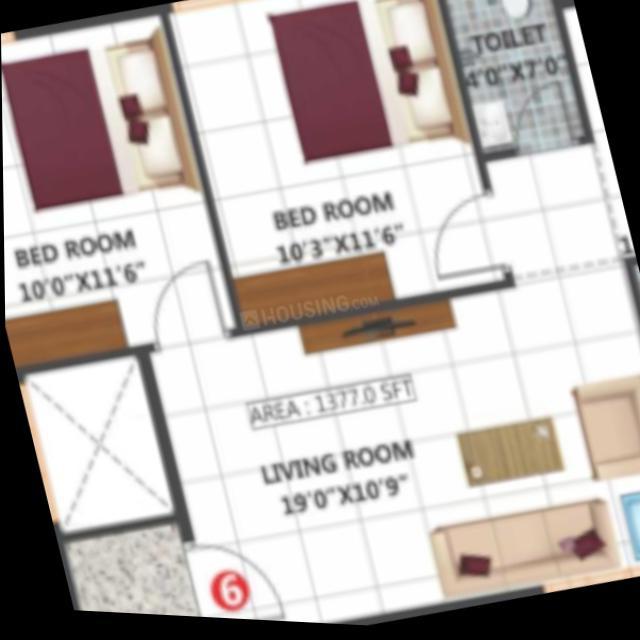 TOILET
4'0"X7'0"
BED ROOM
10'3"X11'6"
BED ROOM
10'0"X11'6"
HOUSING.COM
AREA : 1377.0 SFT
LIVING ROOM
19'0"X10'9"
6